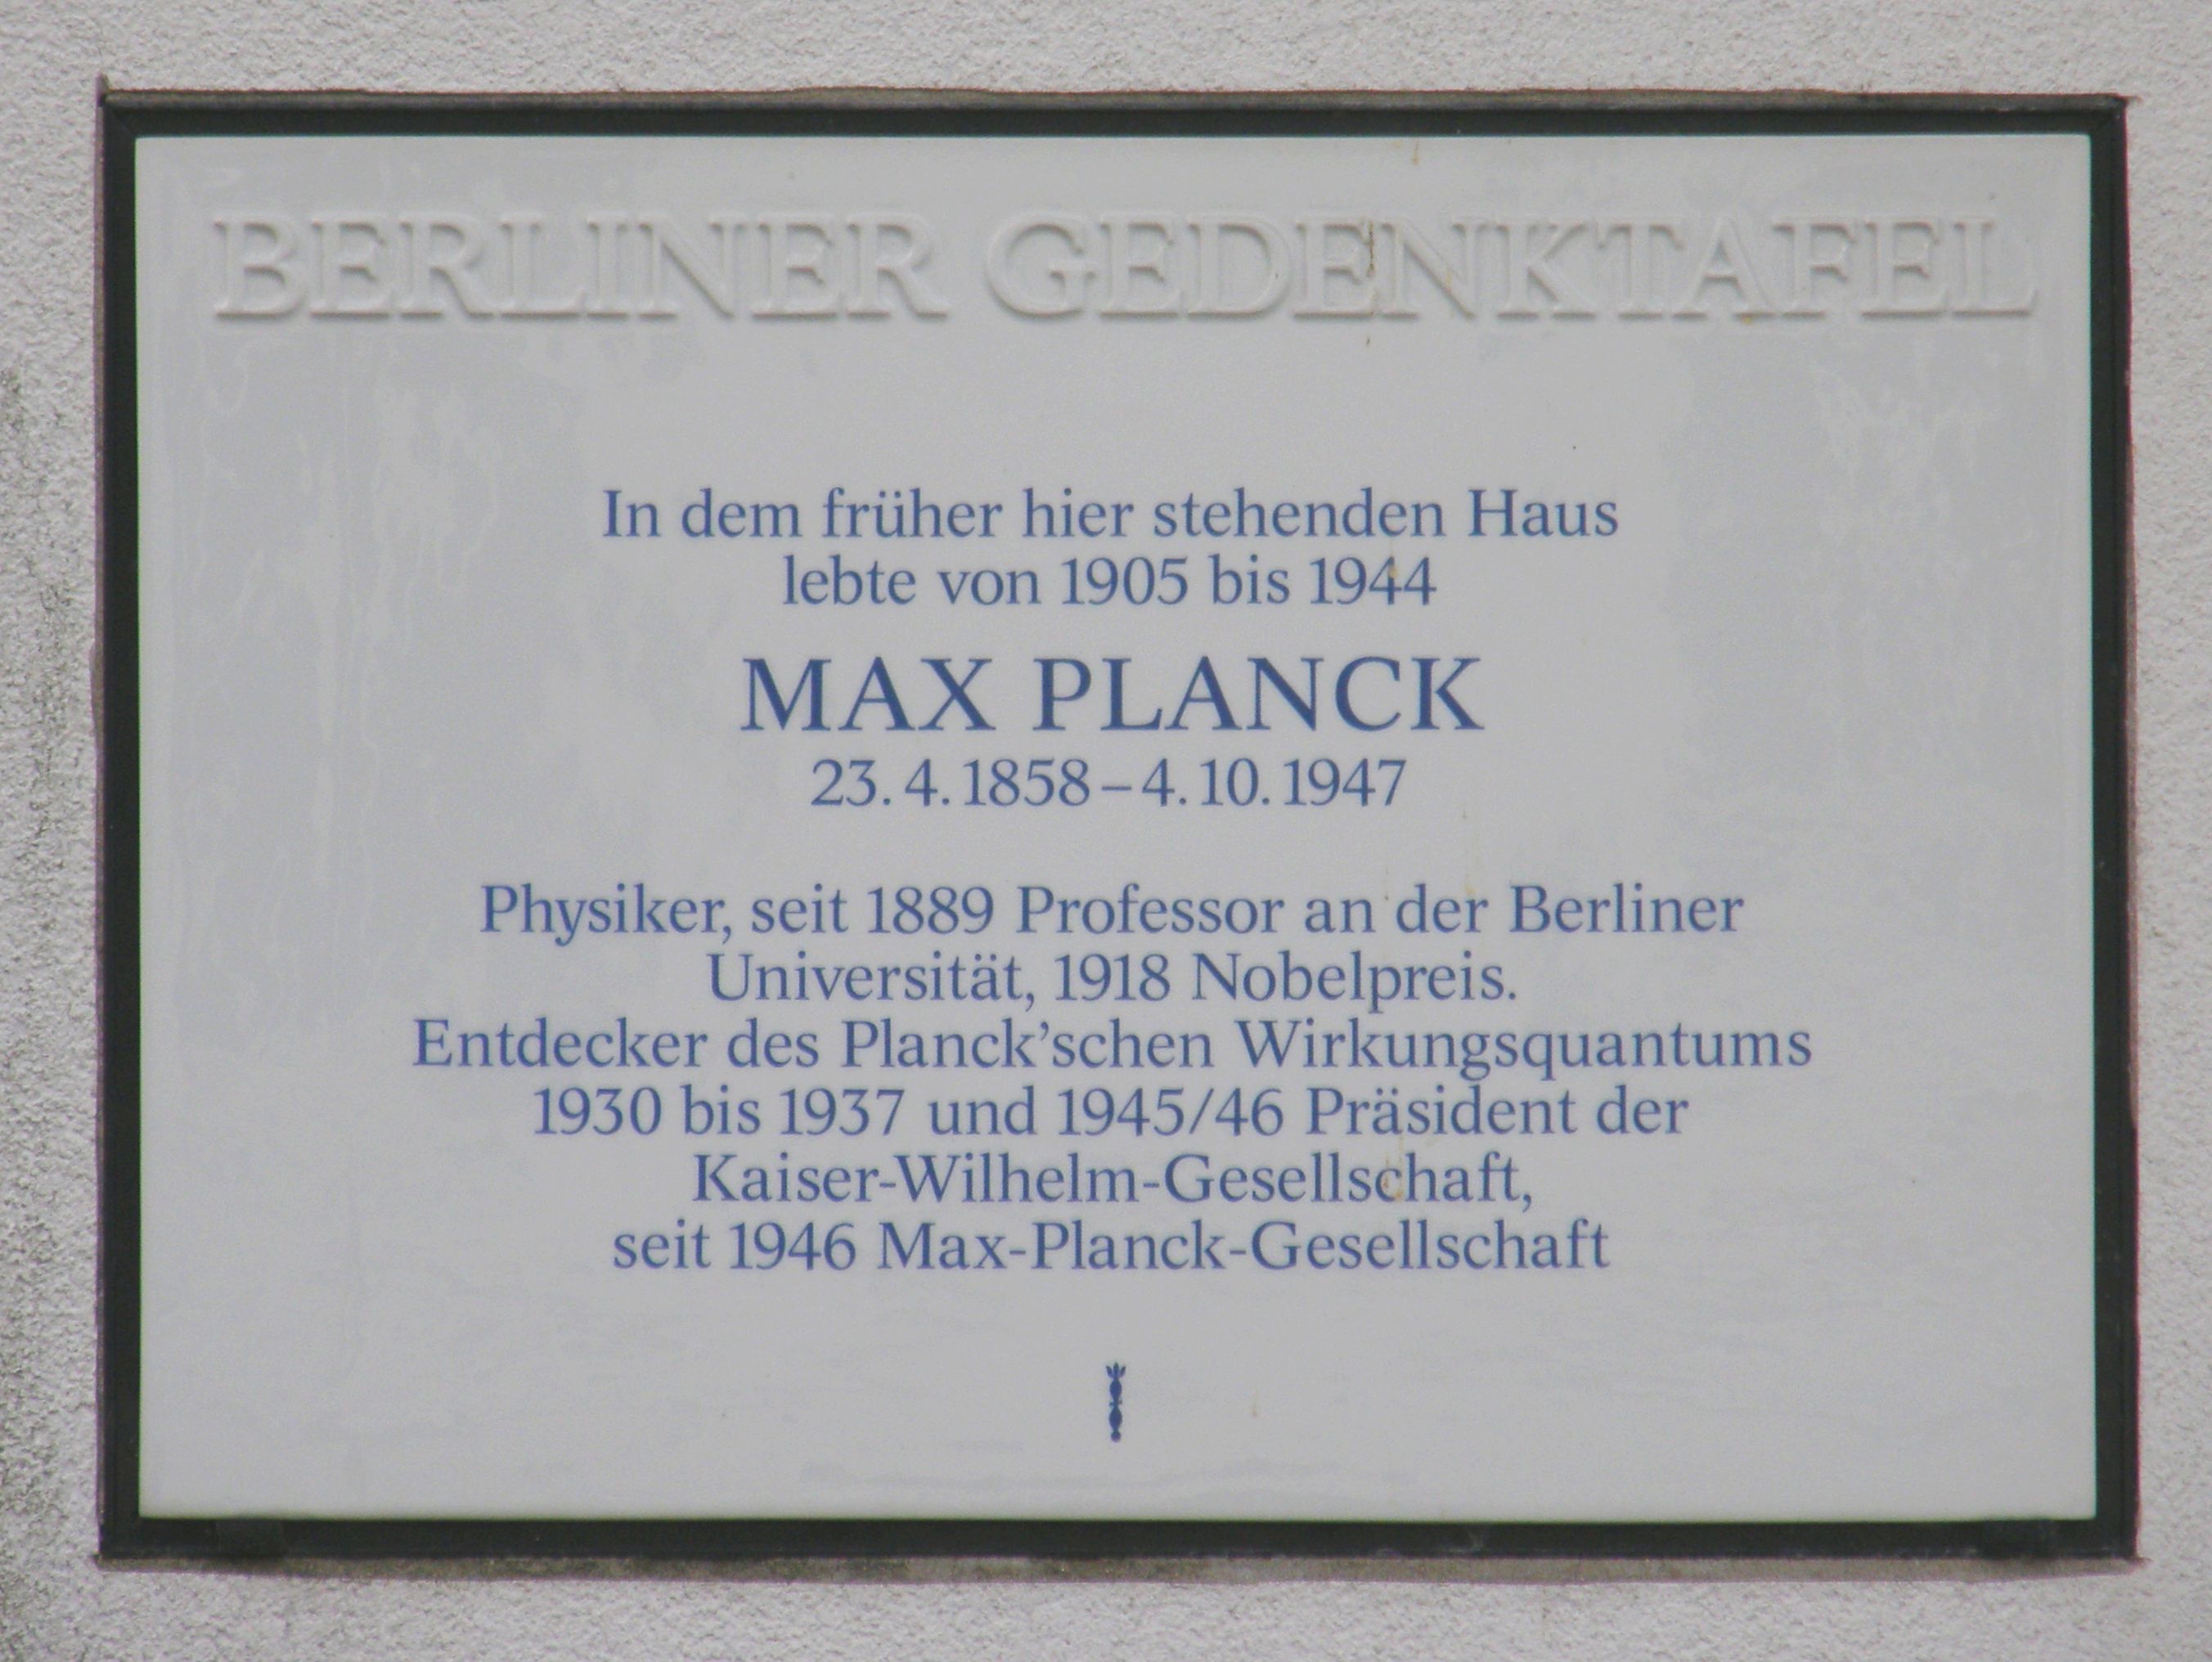 BERLINER GEDENKTAFEL
In dem früher hier stehenden Haus
lebte von 1905 bis 1944
MAX PLANCK
23. 4. 1858 – 4. 10. 1947
Physiker, seit 1889 Professor an der Berliner
Universität, 1918 Nobelpreis.
Entdecker des Planck’schen Wirkungsquantums
1930 bis 1937 und 1945/46 Präsident der
Kaiser-Wilhelm-Gesellschaft,
seit 1946 Max-Planck-Gesellschaft